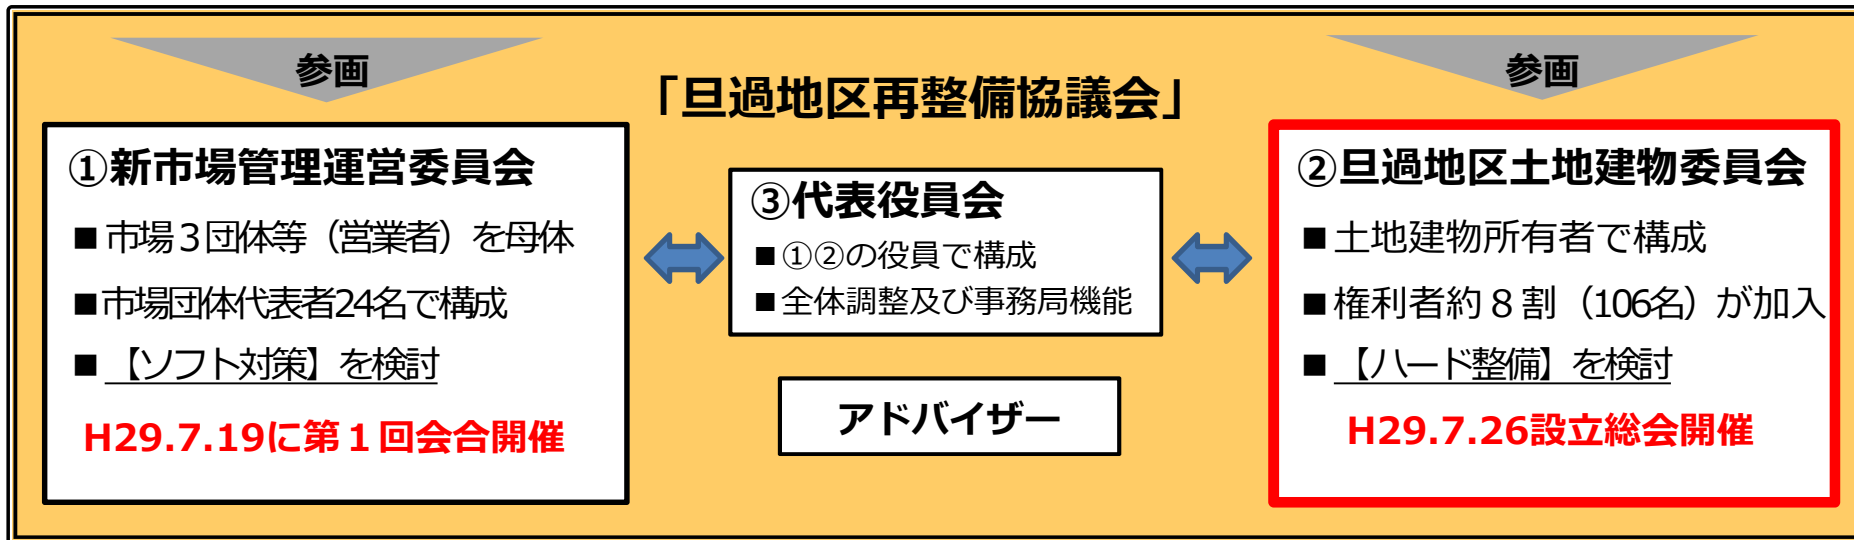 参画
参画
「旦過地区再整備協議会」
①新市場管理運営委員会
■市場３団体等（営業者）を母体
■市場団体代表者24名で構成
■【ソフト対策】を検討
H29.7.19に第１回会合開催
③代表役員会
■①②の役員で構成
■全体調整及び事務局機能
アドバイザー
②旦過地区土地建物委員会
■土地建物所有者で構成
■権利者約８割（106名）が加入
■【ハード整備】を検討
H29.7.26設立総会開催